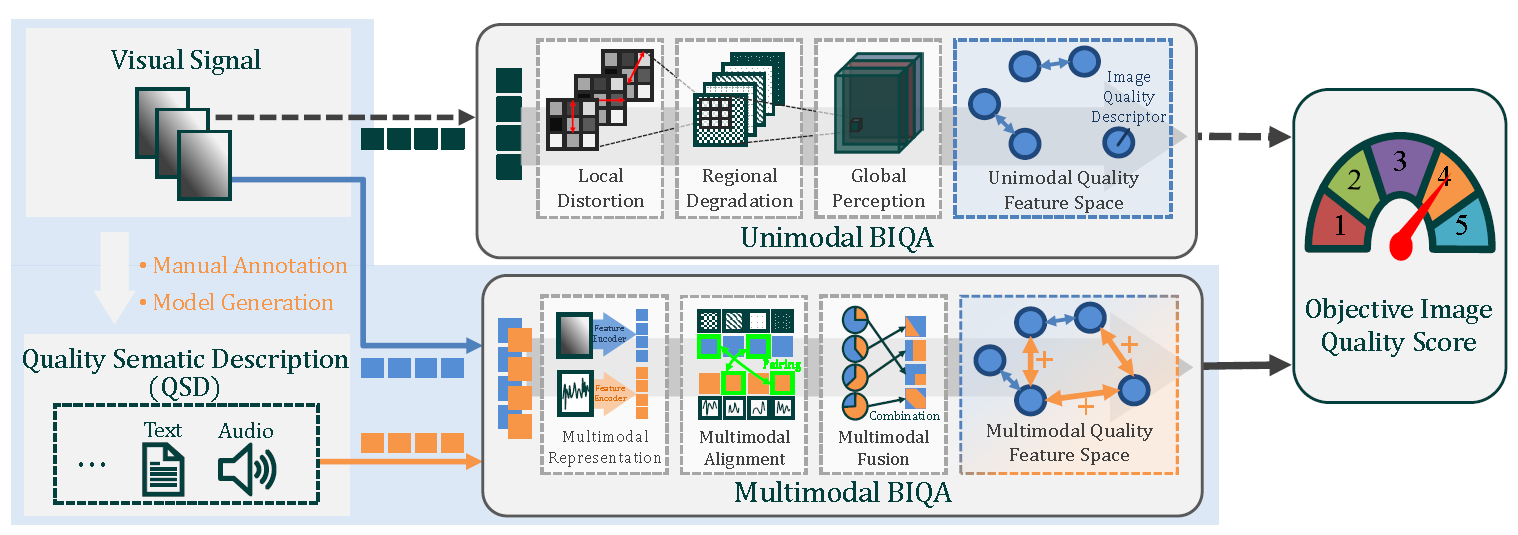 Visual Signal
• Manual Annotation
• Model Generation
Quality Sematic Description
(QSD)
Text
Audio
...
Local
Distortion
Regional
Degradation
Global
Perception
Image
Quality
Descriptor
Unimodal Quality
Feature Space
Unimodal BIQA
Feature
Encoder
Feature
Encoder
Multimodal
Representation
Pairing
Multimodal
Alignment
Combination
Multimodal
Fusion
+
+
+
Multimodal Quality
Feature Space
Multimodal BIQA
1
2
3
4
5
Objective Image
Quality Score